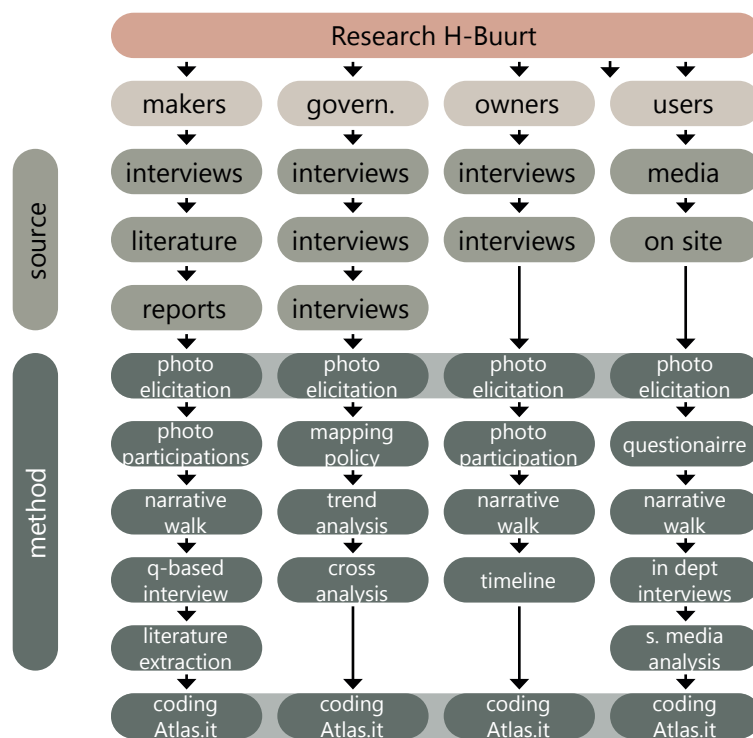 Research H-Buurt
makers
govern.
owners
users
source
interviews
interviews
interviews
media
literature
interviews
interviews
on site
reports
interviews
method
photo
elicitation
photo
elicitation
photo
elicitation
photo
elicitation
photo
participations
mapping
policy
photo
participation
questionairre
narrative
walk
trend
analysis
narrative
walk
narrative
walk
q-based
interview
cross
analysis
timeline
in dept
interviews
literature
extraction
s. media
analysis
coding
Atlas.it
coding
Atlas.it
coding
Atlas.it
coding
Atlas.it